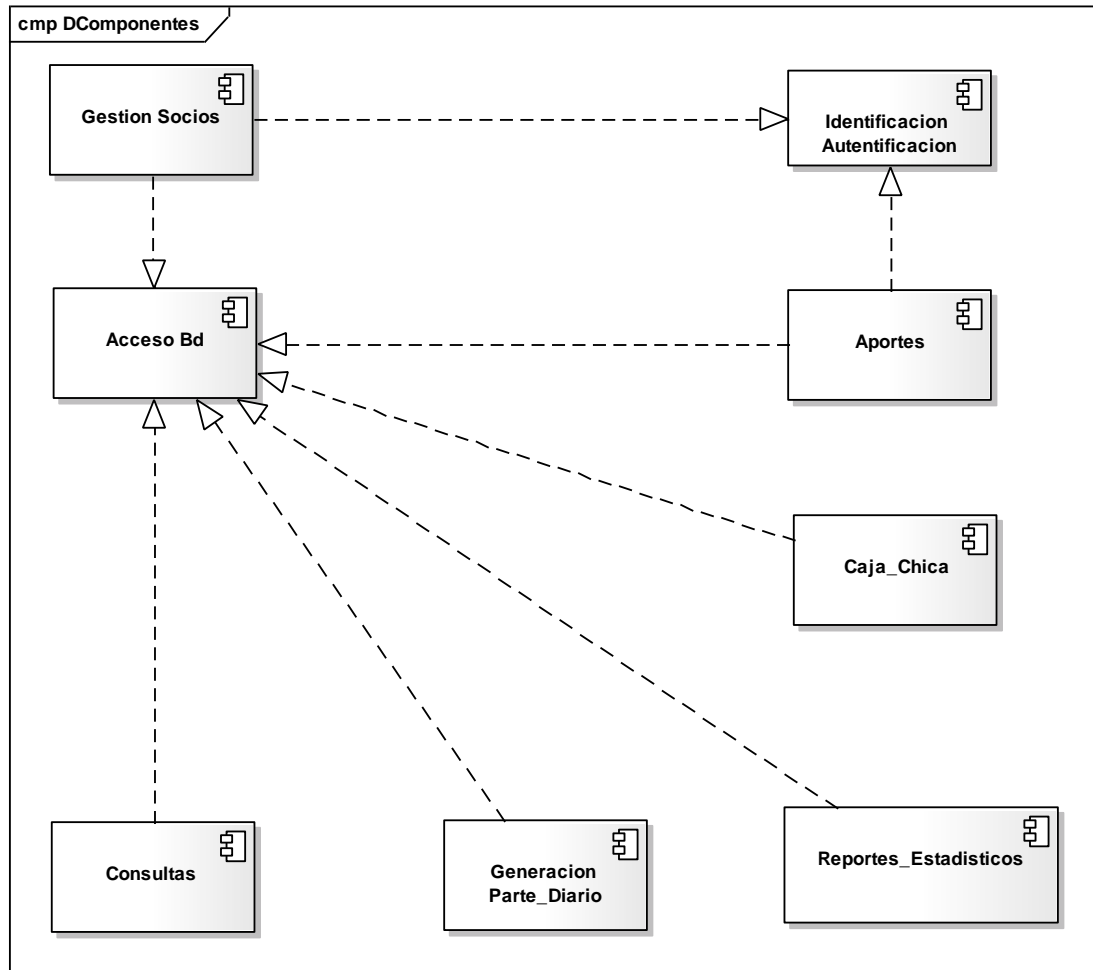 cmp DComponentes
Gestion Socios
Identificacion
Autentificacion
Acceso Bd
Aportes
Caja_Chica
Consultas
Generacion
Parte_Diario
Reportes_Estadisticos